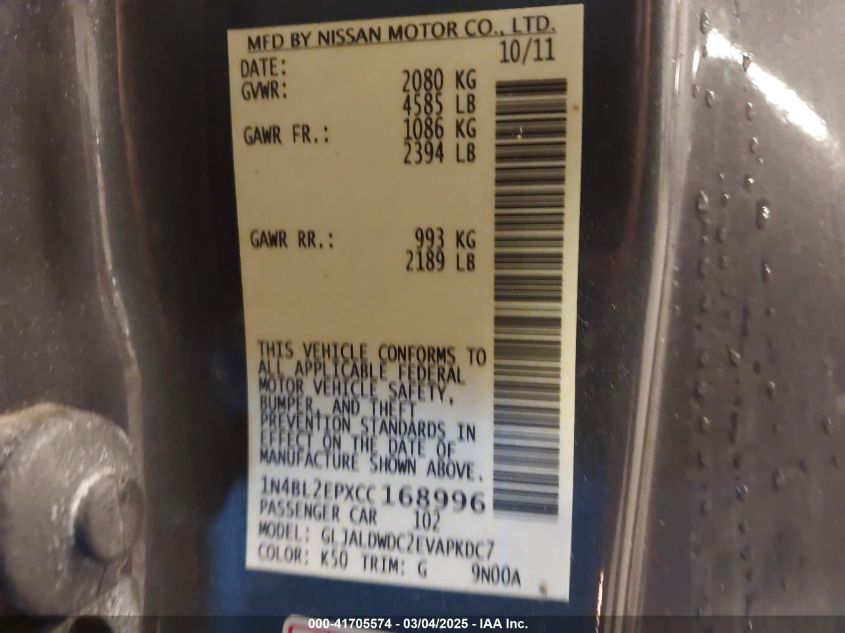 MFD BY NISSAN MOTOR CO., LTD.
DATE: 10/11
GVWR: 2080 KG
4585 LB
GAWR FR.: 1086 KG
2394 LB
GAWR RR.: 993 KG
2189 LB
THIS VEHICLE CONFORMS TO
ALL APPLICABLE FEDERAL
MOTOR VEHICLE SAFETY,
BUMPER, AND THEFT
PREVENTION STANDARDS IN
EFFECT ON THE DATE OF
MANUFACTURE SHOWN ABOVE.
1N4BL2EPXCC 168996
PASSENGER CAR 102
MODEL: GLJALDWDC2EVAPKDC7
COLOR: K50 TRIM: G 9N00A
000-41705574 - 03/04/2025 - IAA Inc.